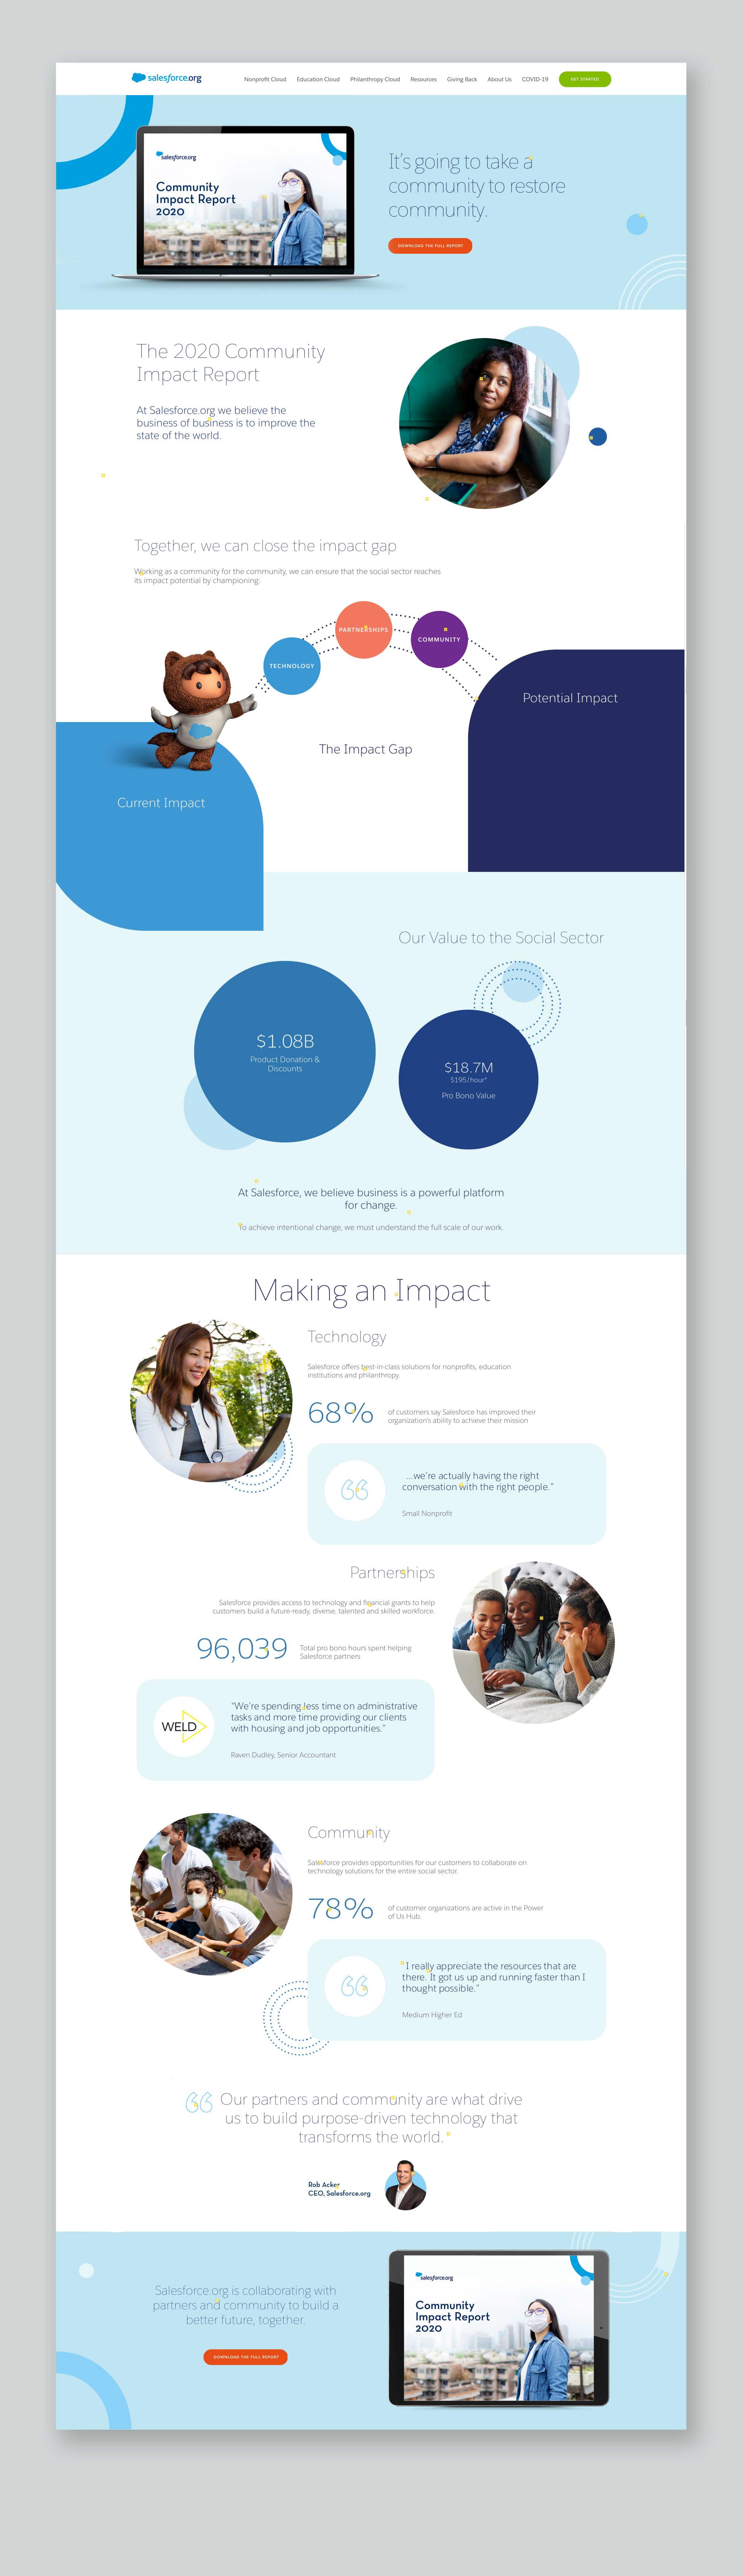 salesforce.org
Nonprofit Cloud Education Cloud Philanthropy Cloud Resources Giving Back About Us COVID-19 GET STARTED
salesforce.org
Community
Impact Report
2020
It's going to take a
community to restore
community.
DOWNLOAD THE FULL REPORT
The 2020 Community
Impact Report
At Salesforce.org we believe the
business of business is to improve the
state of the world.
Together, we can close the impact gap
Working as a community for the community, we can ensure that the social sector reaches
its impact potential by championing:
TECHNOLOGY
PARTNERSHIPS
COMMUNITY
Potential Impact
The Impact Gap
Current Impact
Our Value to the Social Sector
$1.08B
Product Donation &
Discounts
$18.7M
$195/hour*
Pro Bono Value
At Salesforce, we believe business is a powerful platform
for change.
To achieve intentional change, we must understand the full scale of our work.
Making an Impact
Technology
Salesforce offers best-in-class solutions for nonprofits, education
institutions and philanthropy.
68%
of customers say Salesforce has improved their
organization's ability to achieve their mission
“
...we're actually having the right
conversation with the right people."
Small Nonprofit
Partnerships
Salesforce provides access to technology and financial grants to help
customers build a future-ready, diverse, talented and skilled workforce.
96,039
Total pro bono hours spent helping
Salesforce partners
WELD
"We're spending less time on administrative
tasks and more time providing our clients
with housing and job opportunities."
Raven Dudley, Senior Accountant
Community
Salesforce provides opportunities for our customers to collaborate on
technology solutions for the entire social sector.
78%
of customer organizations are active in the Power
of Us Hub
“
"I really appreciate the resources that are
there. It got us up and running faster than I
thought possible."
Medium Higher Ed
“ Our partners and community are what drive
us to build purpose-driven technology that
transforms the world.
Rob Acker
CEO, Salesforce.org
Salesforce.org is collaborating with
partners and community to build a
better future, together.
DOWNLOAD THE FULL REPORT
salesforce.org
Community
Impact Report
2020